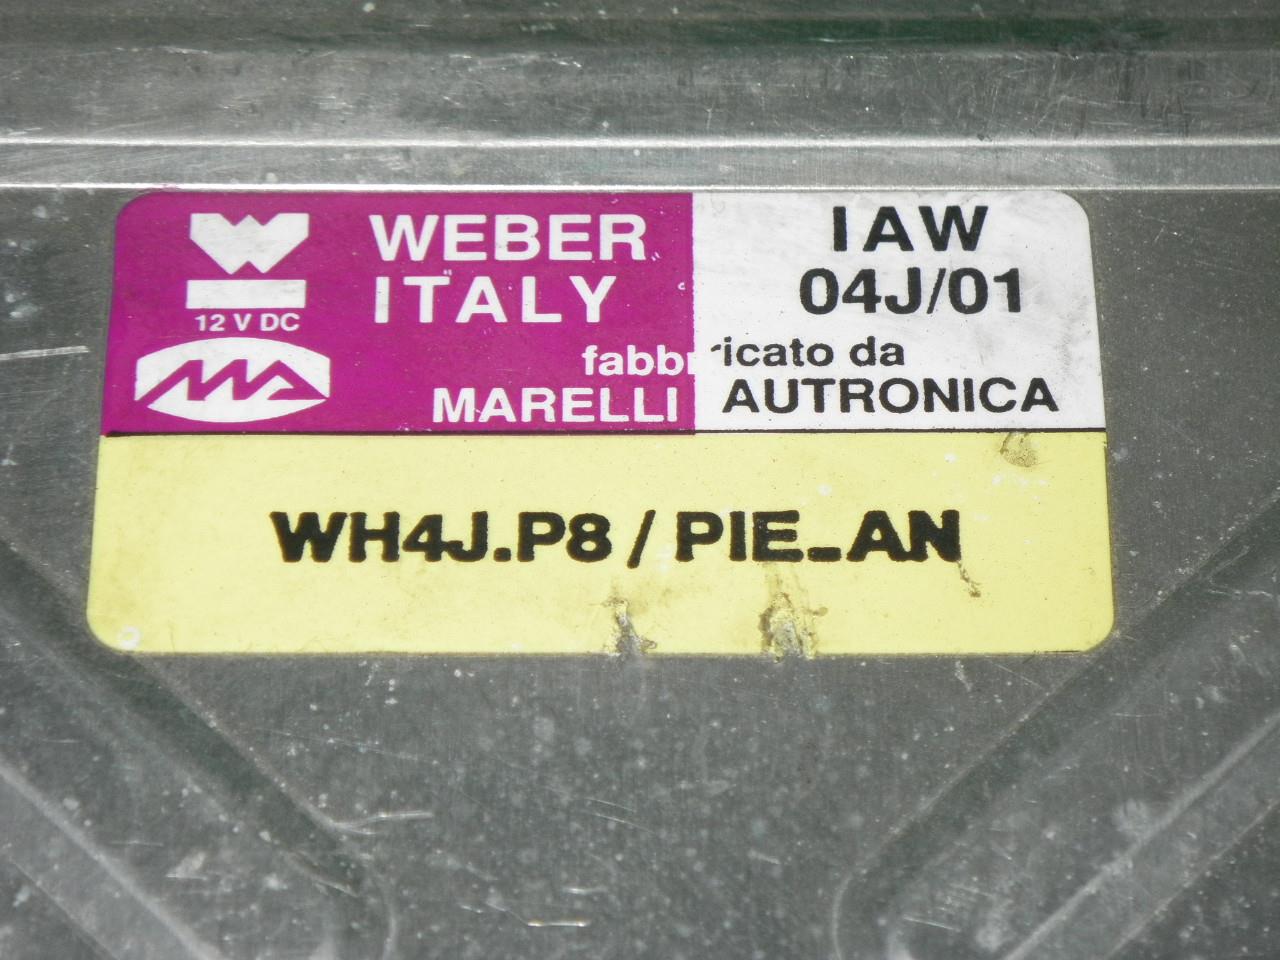 WEBER
ITALY
12 V DC
IAW
04J/01
fabbricato da
MARELLI AUTRONICA
WH4J.P8 / PIE_AN